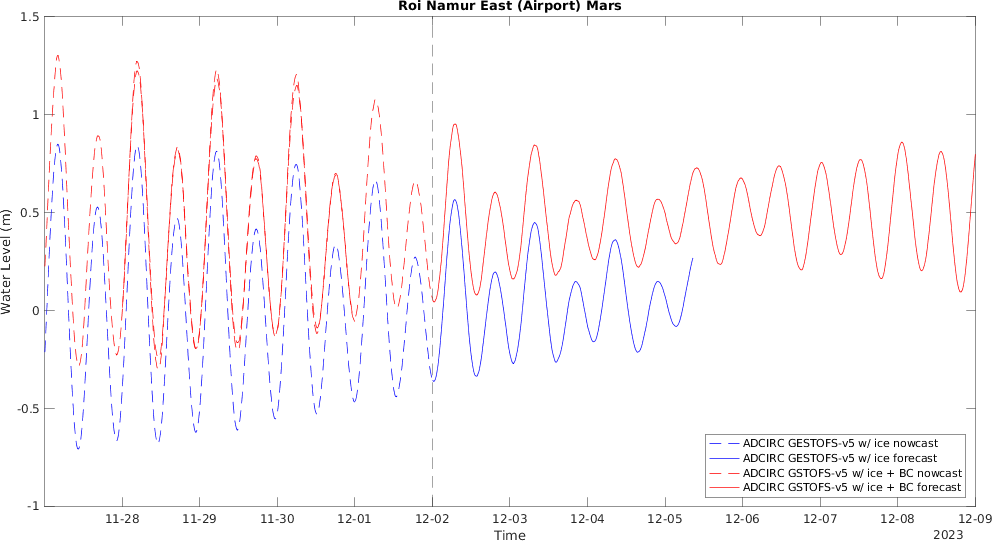 Roi Namur East (Airport) Mars
1.5
1
0.5
0
-0.5
-1
Water Level (m)
11-28
11-29
11-30
12-01
12-02
12-03
12-04
12-05
12-06
12-07
12-08
12-09
Time
2023
ADCIRC GESTOFS-v5 w/ ice nowcast
ADCIRC GESTOFS-v5 w/ ice forecast
ADCIRC GSTOFS-v5 w/ ice + BC nowcast
ADCIRC GSTOFS-v5 w/ ice + BC forecast